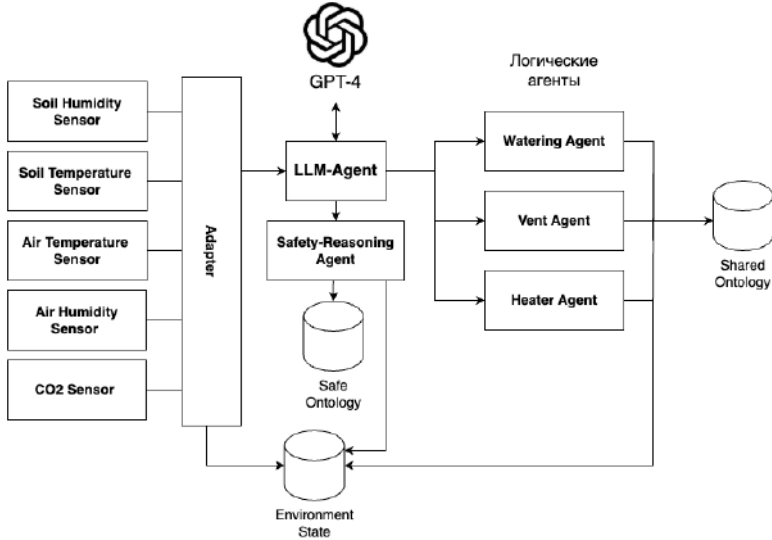 GPT-4
Логические
агенты
Soil Humidity
Sensor
Soil Temperature
Sensor
Air Temperature
Sensor
Air Humidity
Sensor
CO2 Sensor
Adapter
LLM-Agent
Safety-Reasoning
Agent
Safe
Ontology
Environment
State
Watering Agent
Vent Agent
Heater Agent
Shared
Ontology